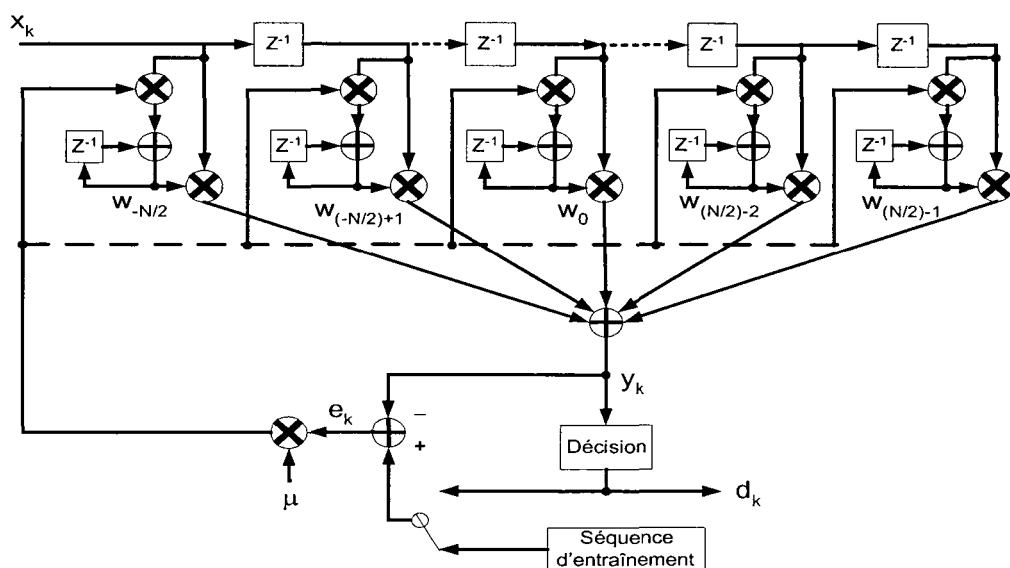 x_k
Z⁻¹ Z⁻¹ Z⁻¹ Z⁻¹
Z⁻¹ Z⁻¹ Z⁻¹ Z⁻¹ Z⁻¹
w_{-N/2} w_{(-N/2)+1} w_0 w_{(N/2)-2} w_{(N/2)-1}
y_k
−
e_k
+
Décision
μ
d_k
Séquence
d'entraînement